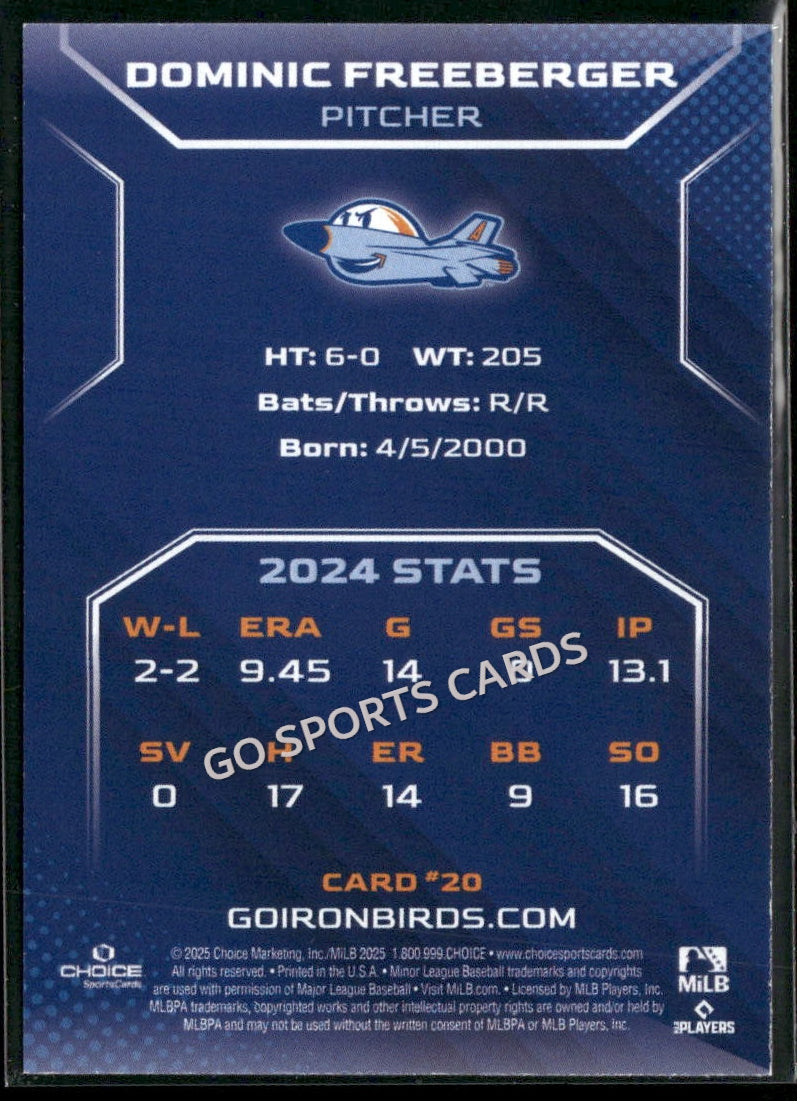 DOMINIC FREEBERGER
PITCHER
HT: 6-0 WT: 205
Bats/Throws: R/R
Born: 4/5/2000
2024 STATS
W-L ERA G GS IP
2-2 9.45 14 0 13.1
SV H ER BB SO
0 17 14 9 16
GO SPORTS CARDS
CARD #20
GOIRONBIRDS.COM
© 2025 Choice Marketing, Inc./MiLB 2025 1.800.999.CHOICE • www.choicesportscards.com
All rights reserved. • Printed in the U.S.A. • Minor League Baseball trademarks and copyrights
are used with permission of Major League Baseball • Visit MiLB.com. • Licensed by MLB Players, Inc.
MLBPA trademarks, copyrighted works and other intellectual property rights are owned and/or held by
MLBPA and may not be used without the written consent of MLBPA or MLB Players, Inc.
CHOICE
SportsCards
MiLB
PLAYERS